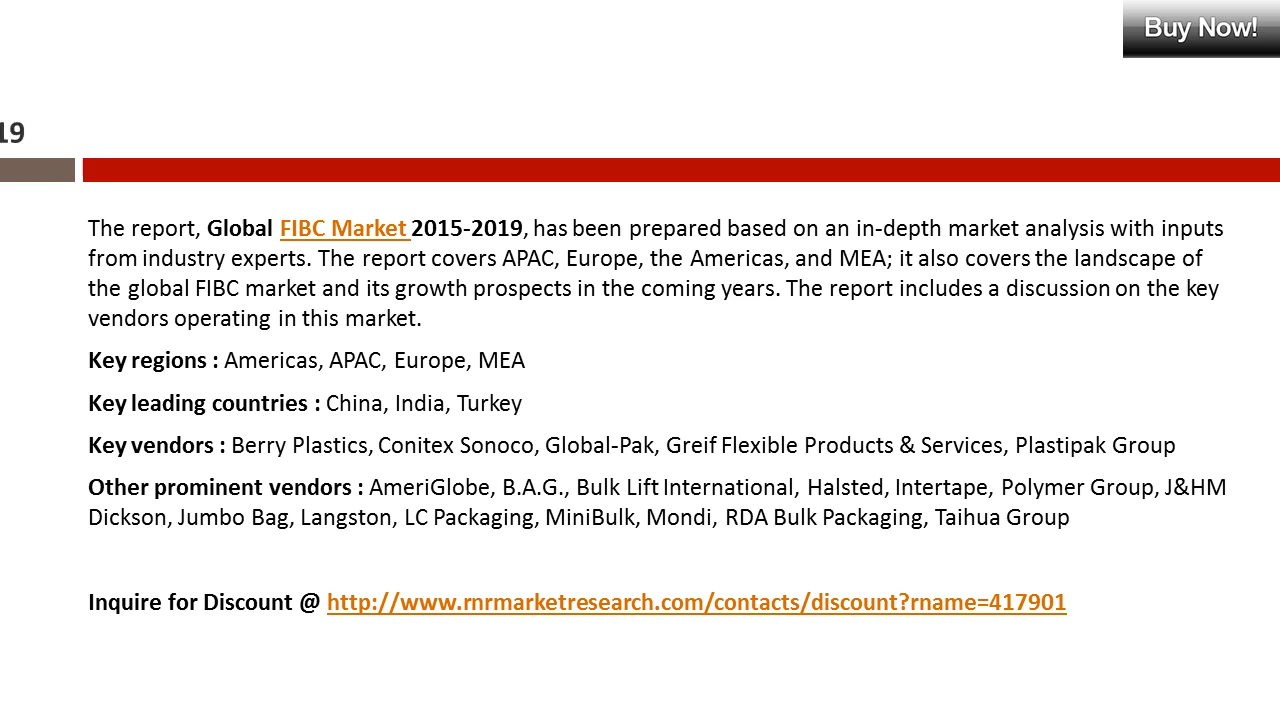 Buy Now!
19
The report, Global FIBC Market 2015-2019, has been prepared based on an in-depth market analysis with inputs
from industry experts. The report covers APAC, Europe, the Americas, and MEA; it also covers the landscape of
the global FIBC market and its growth prospects in the coming years. The report includes a discussion on the key
vendors operating in this market.
Key regions : Americas, APAC, Europe, MEA
Key leading countries : China, India, Turkey
Key vendors : Berry Plastics, Conitex Sonoco, Global-Pak, Greif Flexible Products & Services, Plastipak Group
Other prominent vendors : AmeriGlobe, B.A.G., Bulk Lift International, Halsted, Intertape, Polymer Group, J&HM
Dickson, Jumbo Bag, Langston, LC Packaging, MiniBulk, Mondi, RDA Bulk Packaging, Taihua Group
Inquire for Discount @ http://www.rnrmarketresearch.com/contacts/discount?rname=417901